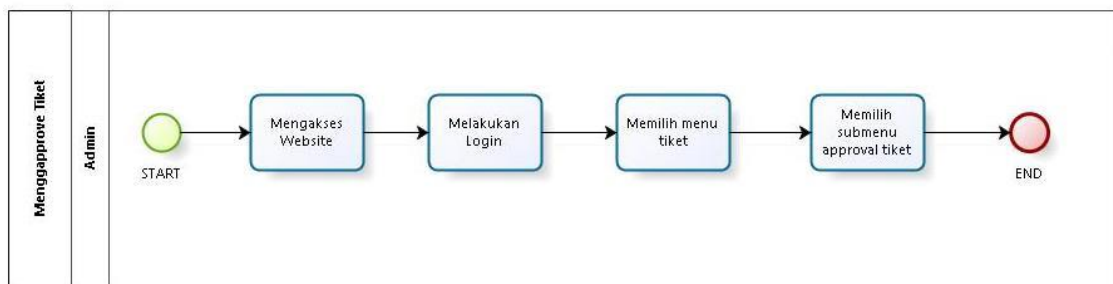 Menggapprove Tiket
Admin
START
Mengakses
Website
Melakukan
Login
Memilih menu
tiket
Memilih
submenu
approval tiket
END